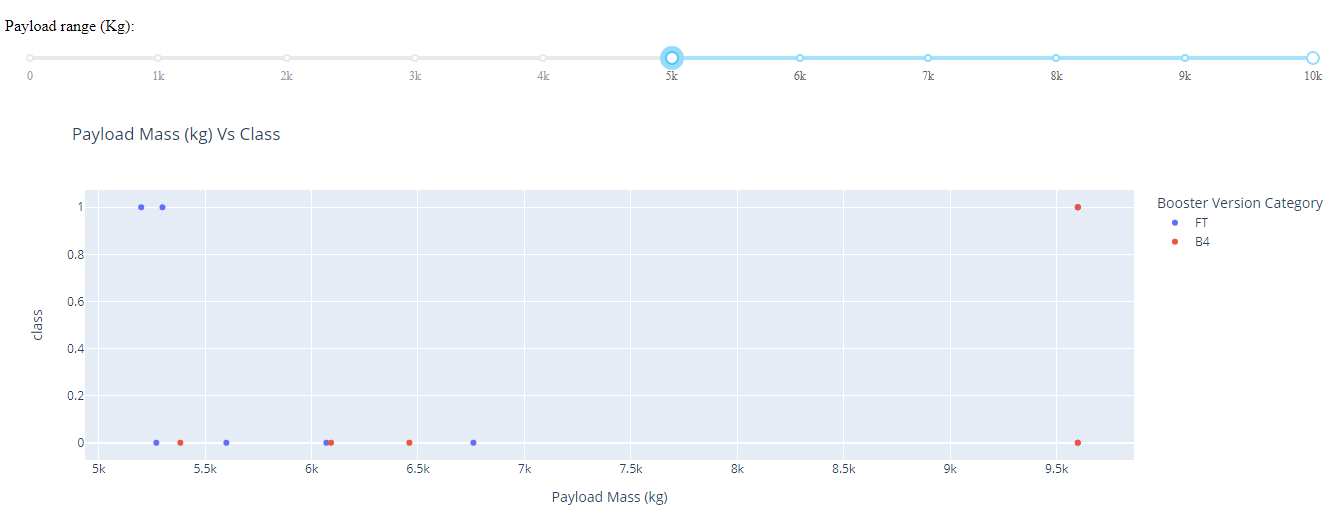 Payload range (Kg):
0 1k 2k 3k 4k 5k 6k 7k 8k 9k 10k
Payload Mass (kg) Vs Class
Booster Version Category
FT
B4
1
0.8
0.6
0.4
0.2
0
class
5k 5.5k 6k 6.5k 7k 7.5k 8k 8.5k 9k 9.5k
Payload Mass (kg)